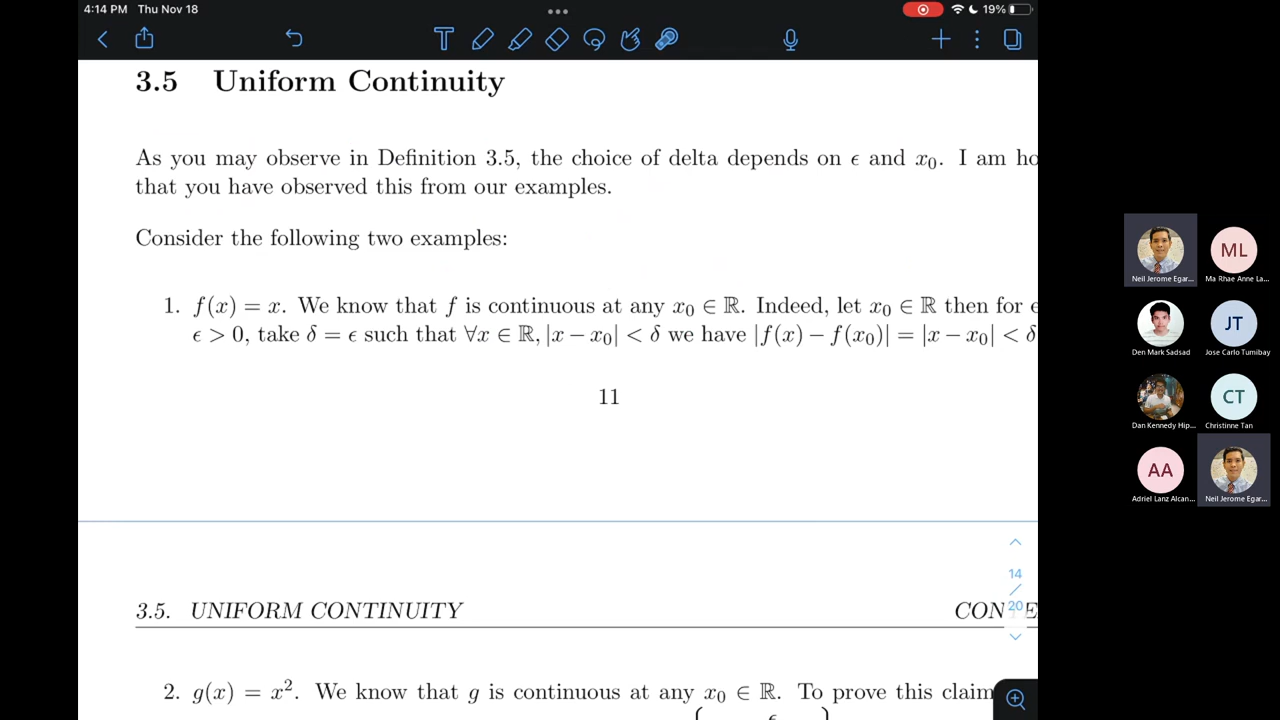 4:14 PM Thu Nov 18
19%
3.5 Uniform Continuity
As you may observe in Definition 3.5, the choice of delta depends on ϵ and x₀. I am ho
that you have observed this from our examples.
Consider the following two examples:
1. f(x) = x. We know that f is continuous at any x₀ ∈ ℝ. Indeed, let x₀ ∈ ℝ then for e
ϵ > 0, take δ = ϵ such that ∀x ∈ ℝ, |x − x₀| < δ we have |f(x) − f(x₀)| = |x − x₀| < δ
11
14
/
20
3.5. UNIFORM CONTINUITY CONTE
2. g(x) = x². We know that g is continuous at any x₀ ∈ ℝ. To prove this claim
ϵ
Neil Jerome Egar...
ML
Ma Rhae Anne La...
Den Mark Sadsad
JT
Jose Carlo Tumibay
Dan Kennedy Hip...
CT
Christinne Tan
AA
Adriel Lanz Alcan...
Neil Jerome Egar...